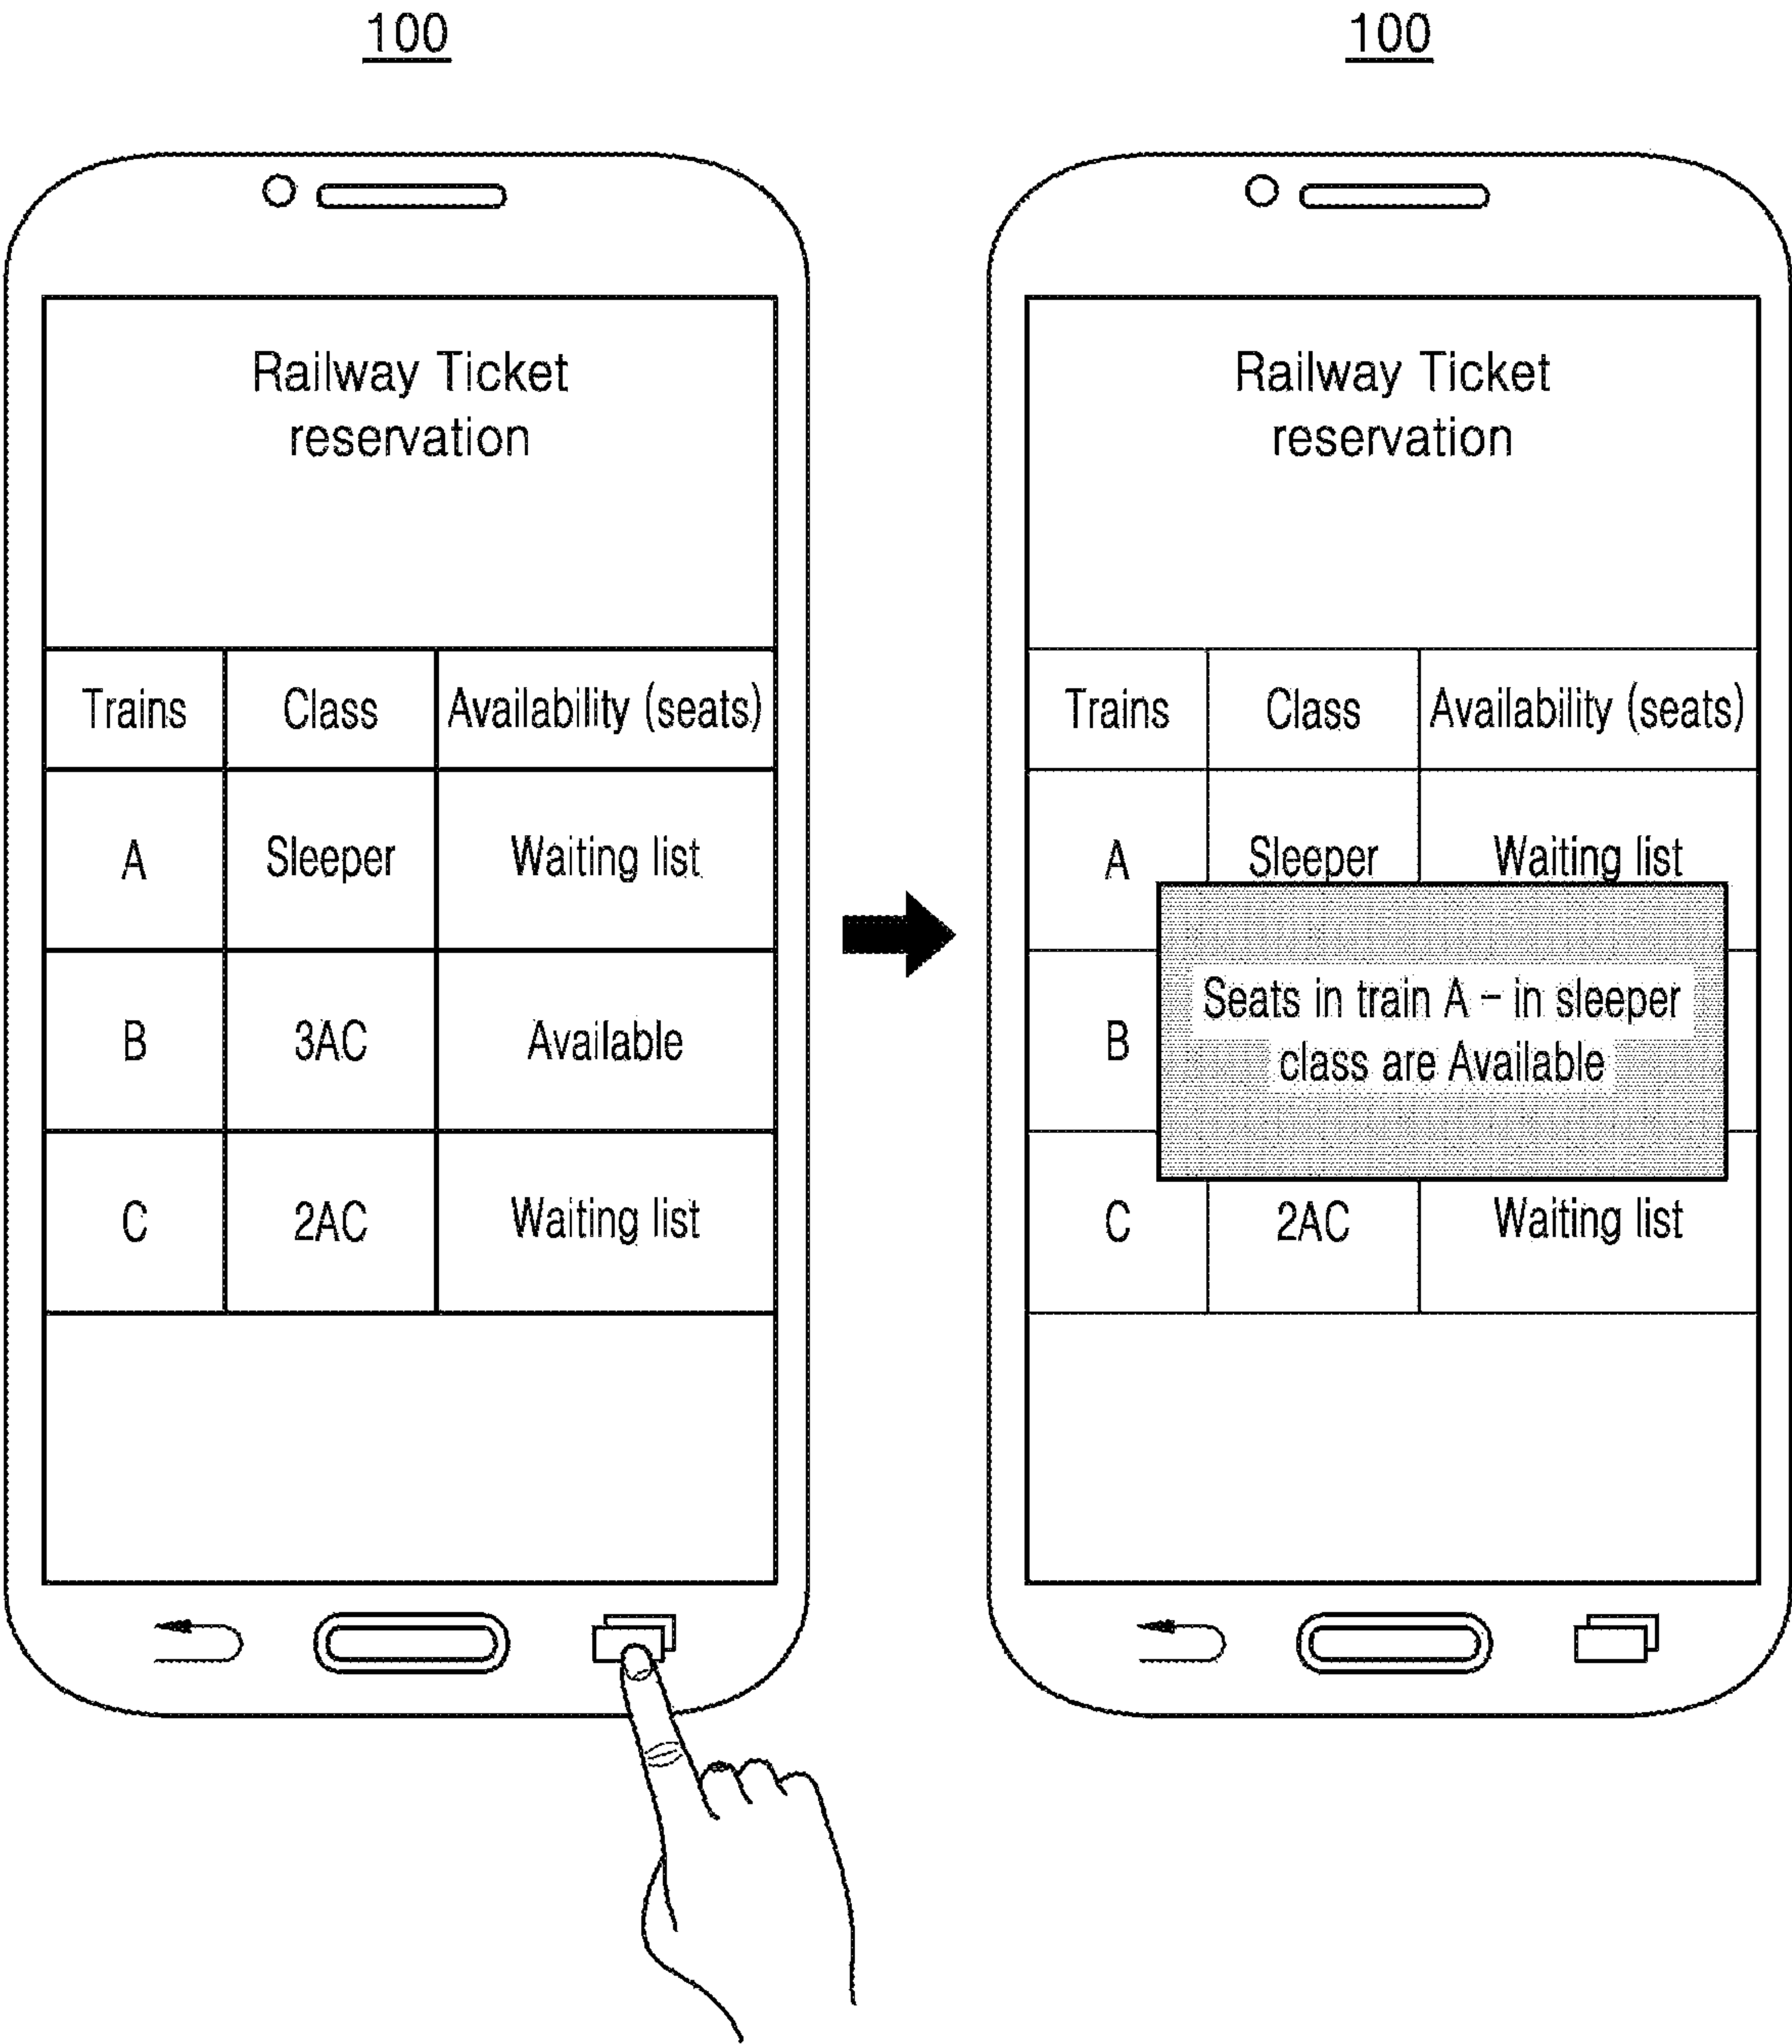 100
Railway Ticket
reservation
Trains Class Availability (seats)
A Sleeper Waiting list
B 3AC Available
C 2AC Waiting list
100
Railway Ticket
reservation
Trains Class Availability (seats)
A Sleeper Waiting list
B
Seats in train A – in sleeper
class are Available
C 2AC Waiting list